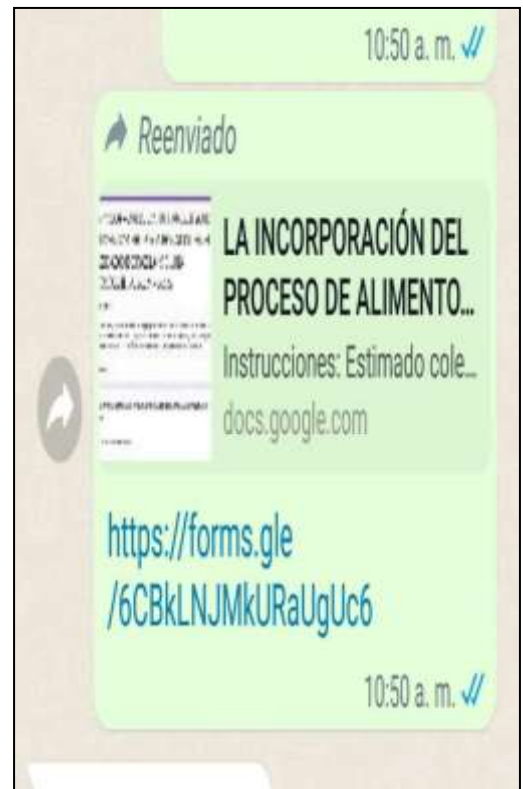 10:50 a. m.
Reenviado
LA INCORPORACIÓN DEL
PROCESO DE ALIMENTO...
Instrucciones: Estimado cole...
docs.google.com
https://forms.gle
/6CBkLNJMkURaUgUc6
10:50 a. m.